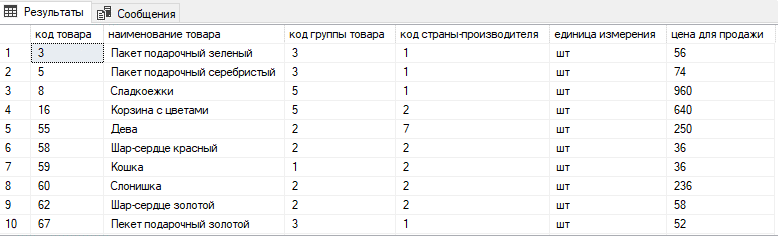 Результаты Сообщения
код товара наименование товара код группы товара код страны-производителя единица измерения цена для продажи
1 3 Пакет подарочный зеленый 3 1 шт 56
2 5 Пакет подарочный серебристый 3 1 шт 74
3 8 Сладкоежки 5 1 шт 960
4 16 Корзина с цветами 5 2 шт 640
5 55 Дева 2 7 шт 250
6 58 Шар-сердце красный 2 2 шт 36
7 59 Кошка 1 2 шт 36
8 60 Слонишка 2 2 шт 236
9 62 Шар-сердце золотой 2 2 шт 58
10 67 Пекет подарочный золотой 3 1 шт 52